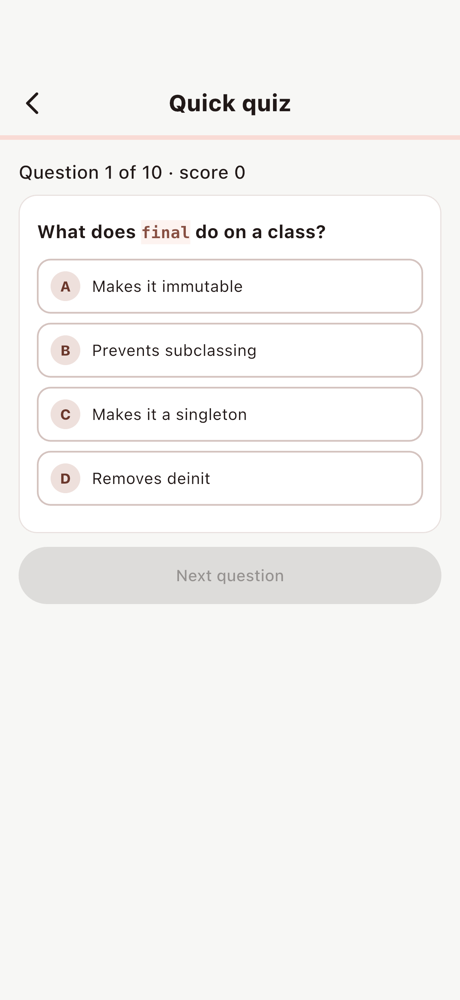 Quick quiz
Question 1 of 10 · score 0
What does final do on a class?
A Makes it immutable
B Prevents subclassing
C Makes it a singleton
D Removes deinit
Next question